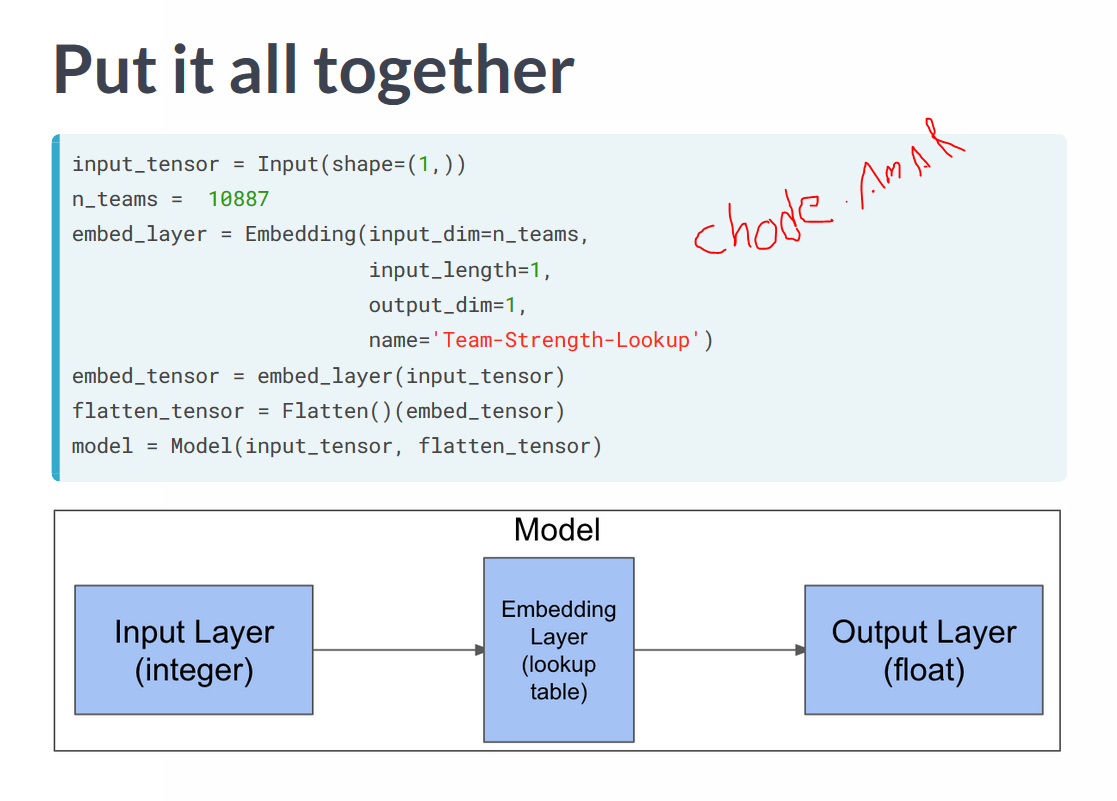 Put it all together
input_tensor = Input(shape=(1,))
n_teams =  10887
embed_layer = Embedding(input_dim=n_teams,
                        input_length=1,
                        output_dim=1,
                        name='Team-Strength-Lookup')
embed_tensor = embed_layer(input_tensor)
flatten_tensor = Flatten()(embed_tensor)
model = Model(input_tensor, flatten_tensor)
chode.AmAR
Model
Input Layer
(integer)
Embedding
Layer
(lookup
table)
Output Layer
(float)